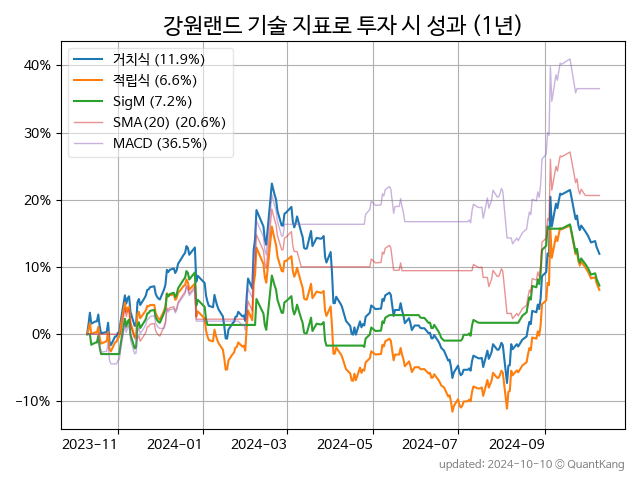 강원랜드 기술 지표로 투자 시 성과 (1년)
거치식 (11.9%)
적립식 (6.6%)
SigM (7.2%)
SMA(20) (20.6%)
MACD (36.5%)
40%
30%
20%
10%
0%
−10%
2023-11 2024-01 2024-03 2024-05 2024-07 2024-09
updated: 2024-10-10 © QuantKang